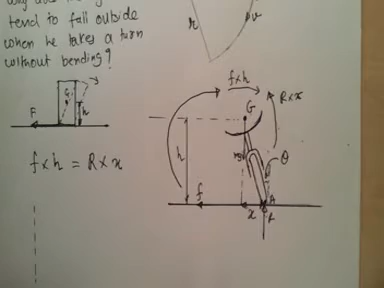 tend to fall outside
when he takes a turn
without bending?
r
v
F
G
h
f×h = R×x
f×h
R×x
G
h
θ
f
x
A
R